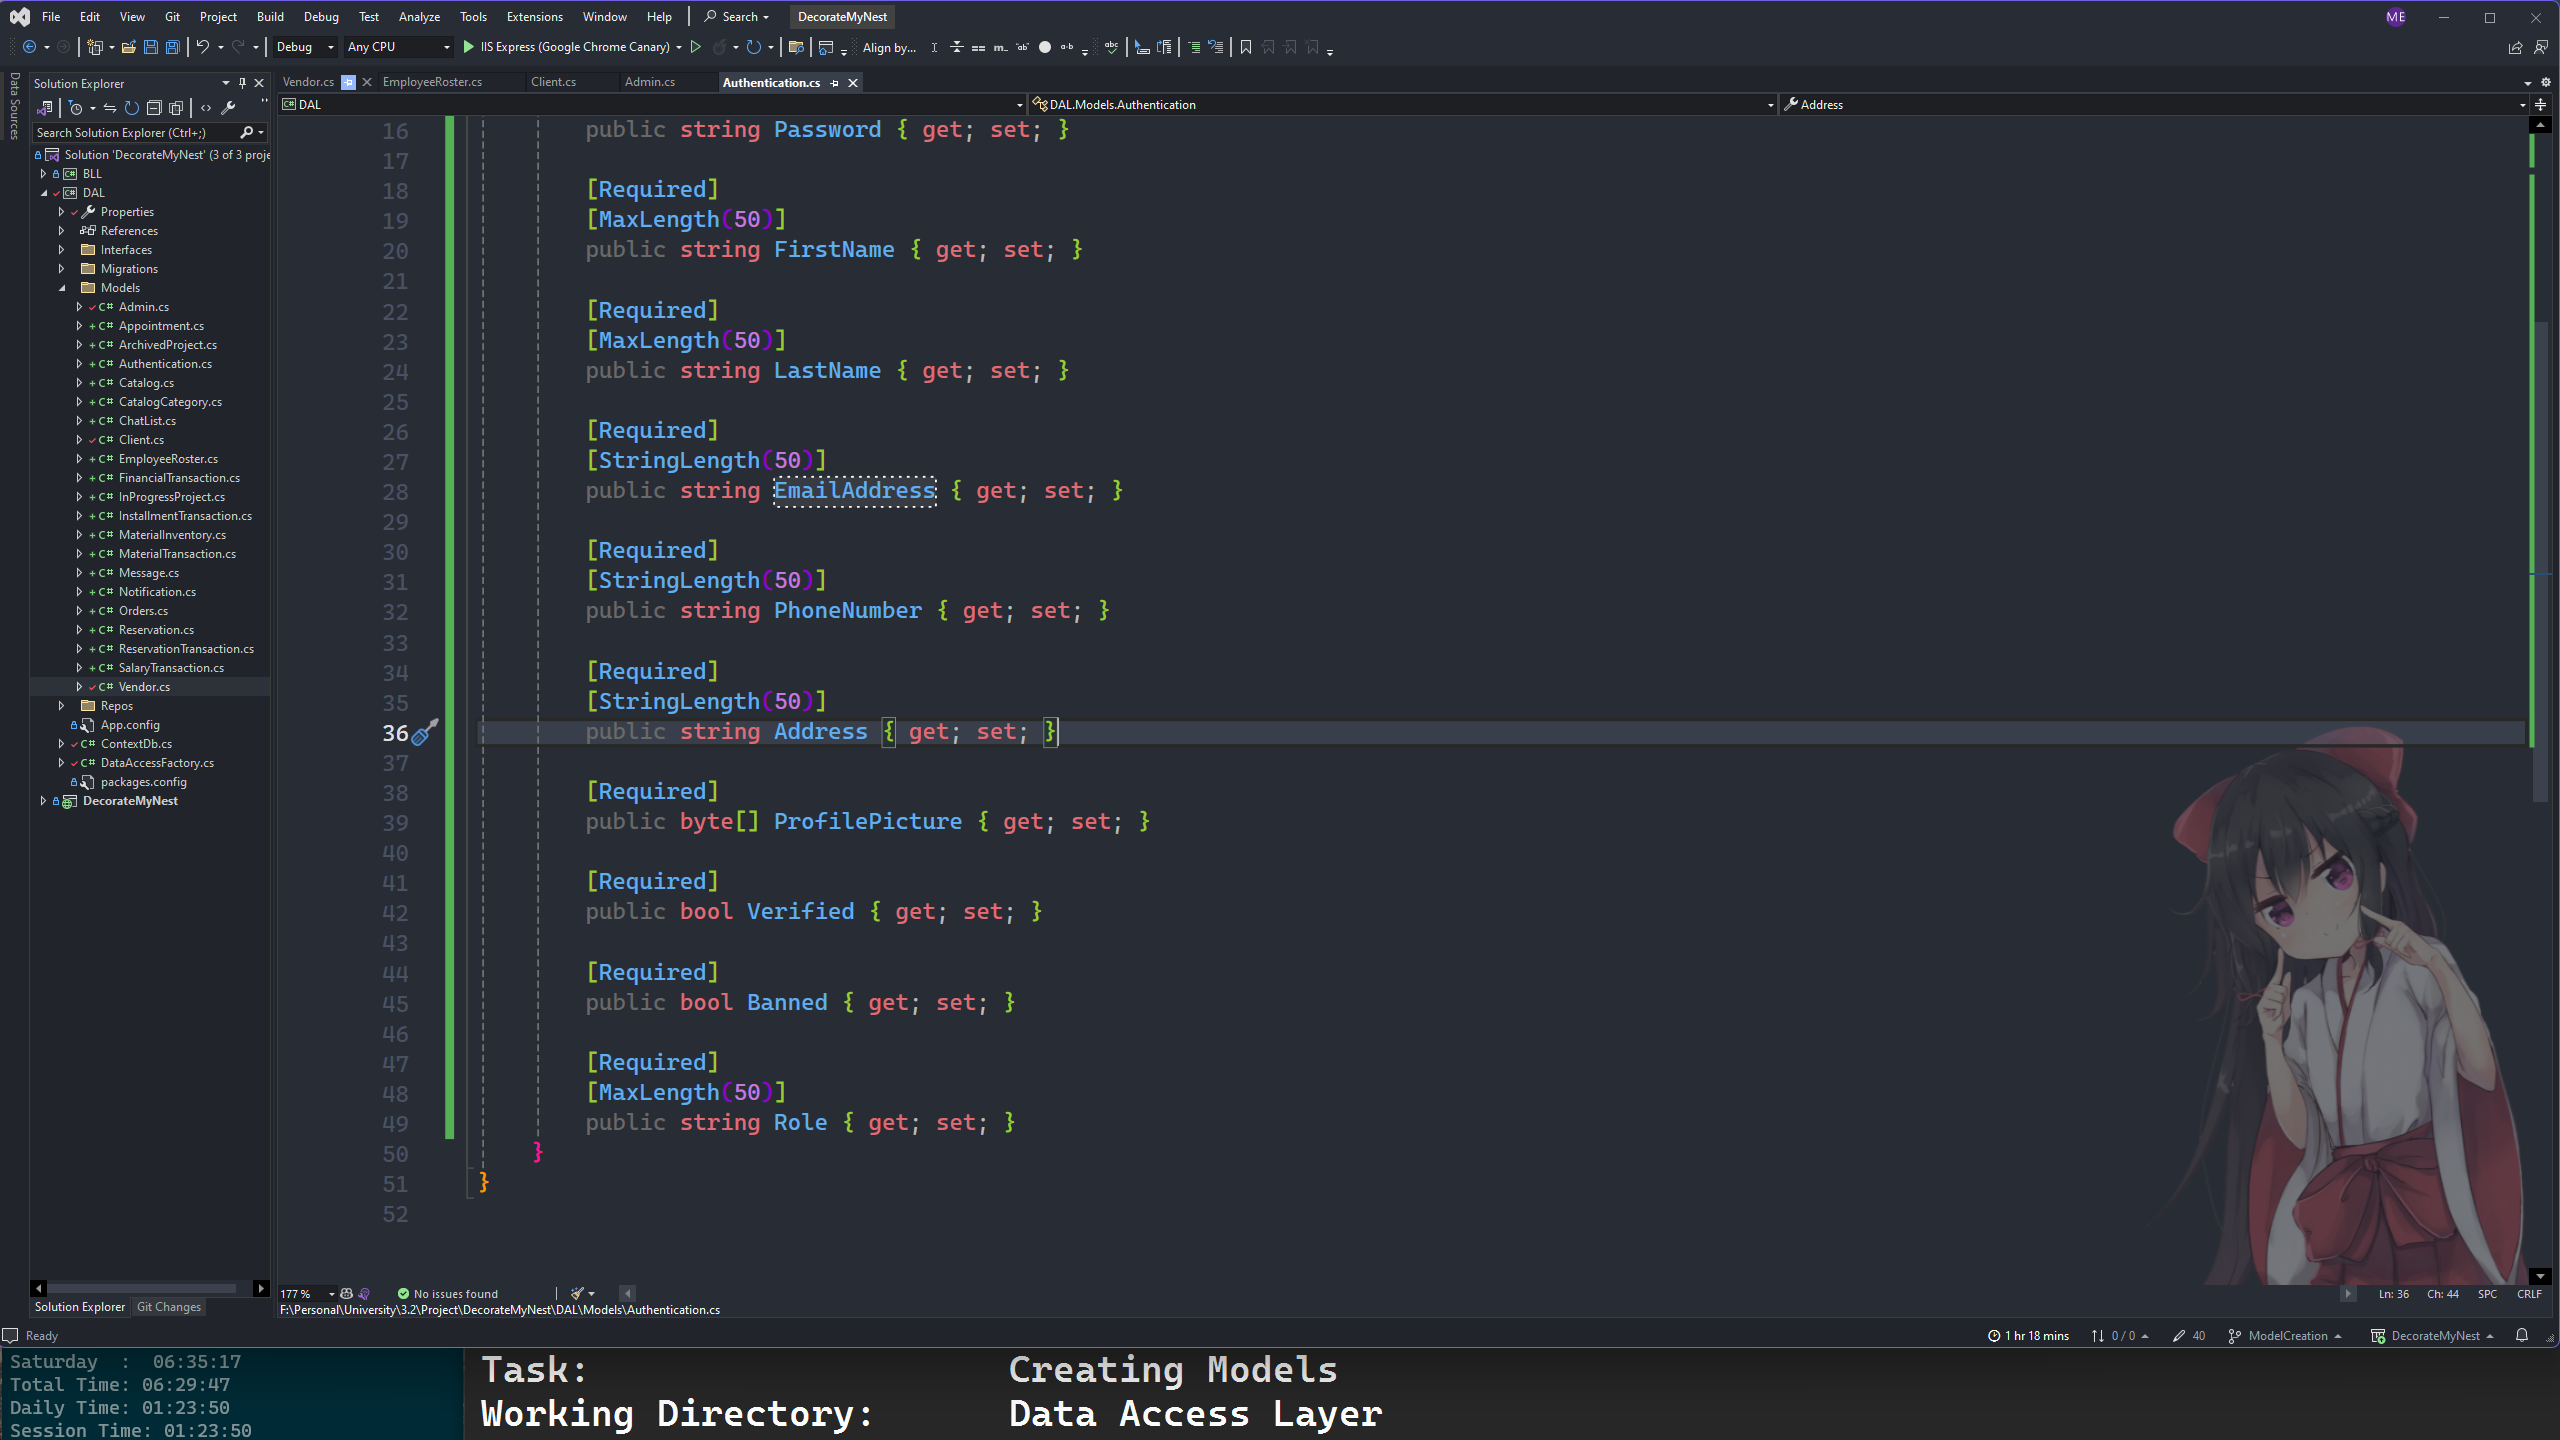 File Edit View Git Project Build Debug Test Analyze Tools Extensions Window Help Search DecorateMyNest ME
Debug Any CPU IIS Express (Google Chrome Canary) Align by...
Data Sources
Solution Explorer
Search Solution Explorer (Ctrl+;)
Solution 'DecorateMyNest' (3 of 3 proje
BLL
DAL
Properties
References
Interfaces
Migrations
Models
C# Admin.cs
C# Appointment.cs
C# ArchivedProject.cs
C# Authentication.cs
C# Catalog.cs
C# CatalogCategory.cs
C# ChatList.cs
C# Client.cs
C# EmployeeRoster.cs
C# FinancialTransaction.cs
C# InProgressProject.cs
C# InstallmentTransaction.cs
C# MaterialInventory.cs
C# MaterialTransaction.cs
C# Message.cs
C# Notification.cs
C# Orders.cs
C# Reservation.cs
C# ReservationTransaction.cs
C# SalaryTransaction.cs
C# Vendor.cs
Repos
App.config
C# ContextDb.cs
C# DataAccessFactory.cs
packages.config
DecorateMyNest
Solution Explorer Git Changes
Vendor.cs EmployeeRoster.cs Client.cs Admin.cs Authentication.cs
DAL DAL.Models.Authentication Address
16 public string Password { get; set; }
17
18 [Required]
19 [MaxLength(50)]
20 public string FirstName { get; set; }
21
22 [Required]
23 [MaxLength(50)]
24 public string LastName { get; set; }
25
26 [Required]
27 [StringLength(50)]
28 public string EmailAddress { get; set; }
29
30 [Required]
31 [StringLength(50)]
32 public string PhoneNumber { get; set; }
33
34 [Required]
35 [StringLength(50)]
36 public string Address { get; set; }
37
38 [Required]
39 public byte[] ProfilePicture { get; set; }
40
41 [Required]
42 public bool Verified { get; set; }
43
44 [Required]
45 public bool Banned { get; set; }
46
47 [Required]
48 [MaxLength(50)]
49 public string Role { get; set; }
50 }
51 }
52
177 % No issues found Ln: 36 Ch: 44 SPC CRLF
F:\Personal\University\3.2\Project\DecorateMyNest\DAL\Models\Authentication.cs
Ready 1 hr 18 mins 0 / 0 40 ModelCreation DecorateMyNest
Saturday : 06:35:17
Total Time: 06:29:47
Daily Time: 01:23:50
Session Time: 01:23:50
Task: Creating Models
Working Directory: Data Access Layer